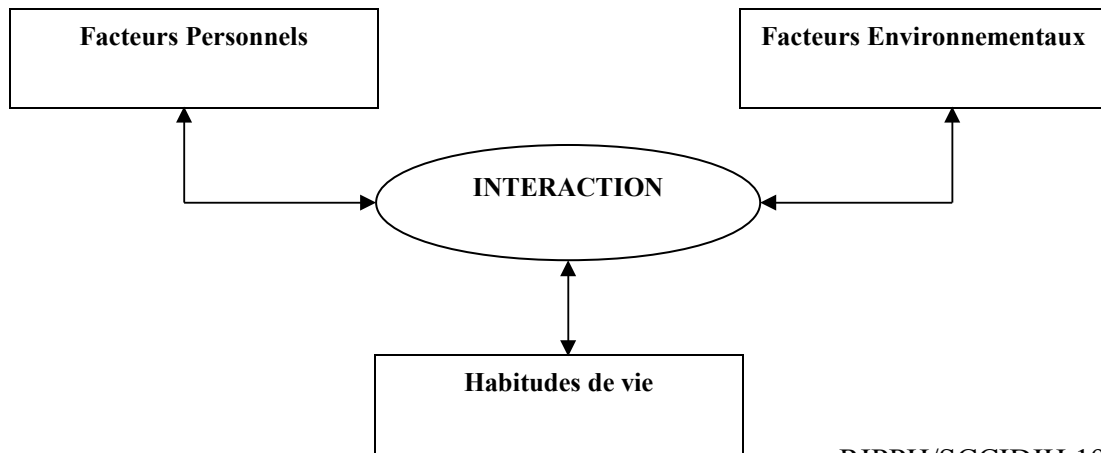 Facteurs Personnels
Facteurs Environnementaux
INTERACTION
Habitudes de vie